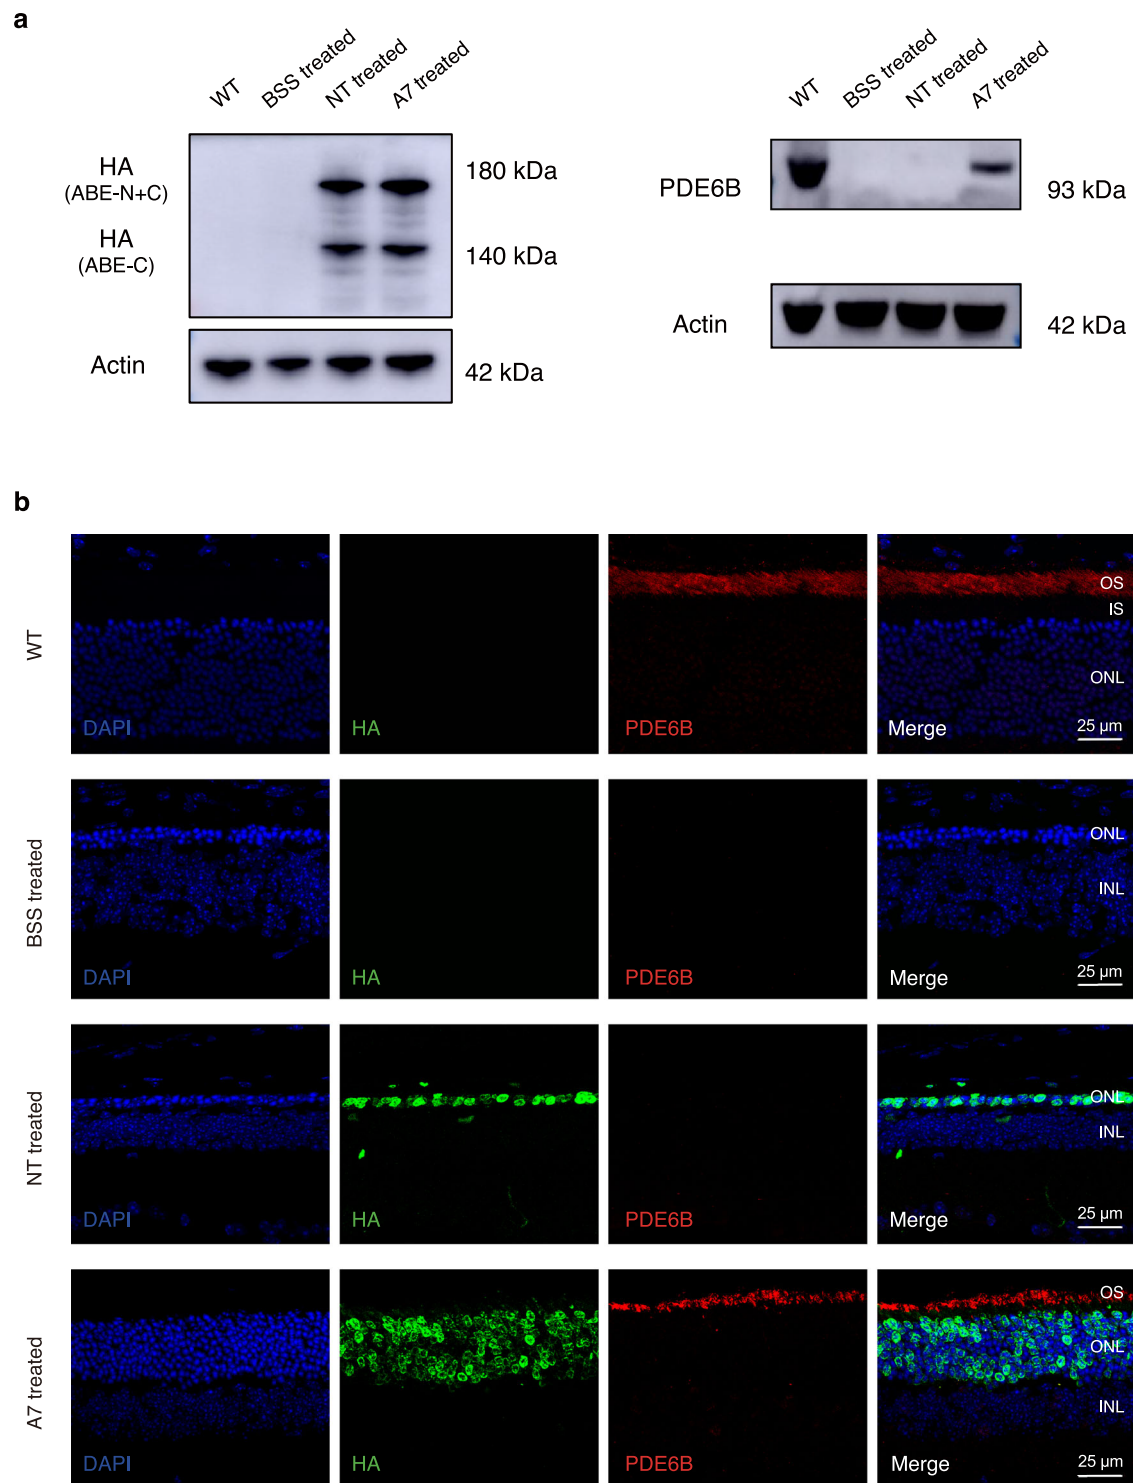 a
WT
BSS treated
NT treated
A7 treated
HA
(ABE-N+C)
180 kDa
HA
(ABE-C)
140 kDa
Actin
42 kDa
WT
BSS treated
NT treated
A7 treated
PDE6B
93 kDa
Actin
42 kDa
b
WT
DAPI
HA
PDE6B
OS
IS
ONL
Merge
25 µm
BSS treated
DAPI
HA
PDE6B
ONL
INL
Merge
25 µm
NT treated
DAPI
HA
PDE6B
ONL
INL
Merge
25 µm
A7 treated
DAPI
HA
PDE6B
OS
ONL
INL
Merge
25 µm